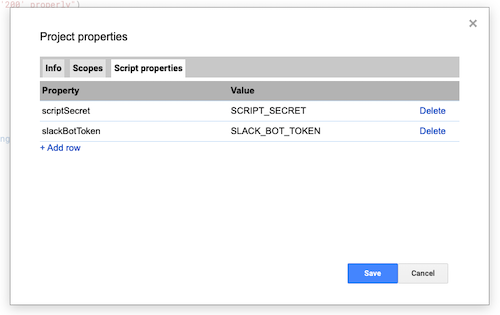 '200' properly")
Project properties
Info Scopes Script properties
Property Value
scriptSecret SCRIPT_SECRET Delete
slackBotToken SLACK_BOT_TOKEN Delete
ng
+ Add row
Save Cancel